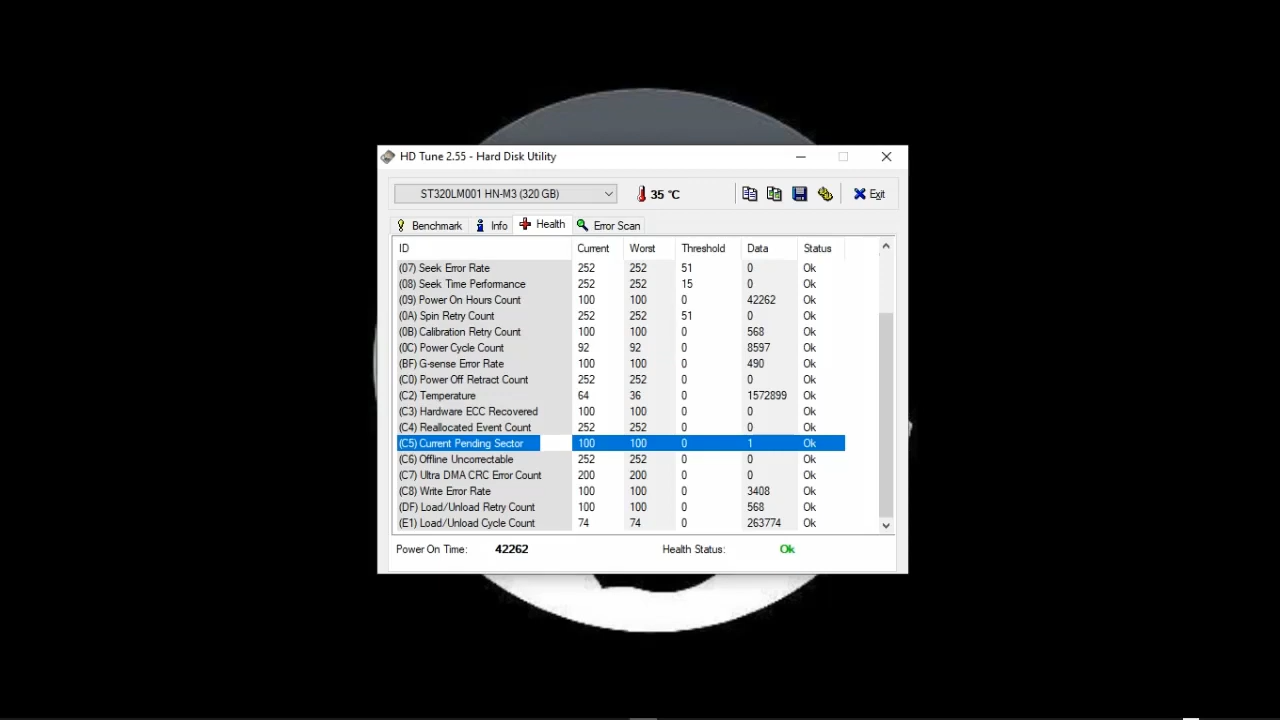 HD Tune 2.55 - Hard Disk Utility
ST320LM001 HN-M3 (320 GB) 35 °C Exit
Benchmark Info Health Error Scan
ID Current Worst Threshold Data Status
(07) Seek Error Rate 252 252 51 0 Ok
(08) Seek Time Performance 252 252 15 0 Ok
(09) Power On Hours Count 100 100 0 42262 Ok
(0A) Spin Retry Count 252 252 51 0 Ok
(0B) Calibration Retry Count 100 100 0 568 Ok
(0C) Power Cycle Count 92 92 0 8597 Ok
(BF) G-sense Error Rate 100 100 0 490 Ok
(C0) Power Off Retract Count 252 252 0 0 Ok
(C2) Temperature 64 36 0 1572899 Ok
(C3) Hardware ECC Recovered 100 100 0 0 Ok
(C4) Reallocated Event Count 252 252 0 0 Ok
(C5) Current Pending Sector 100 100 0 1 Ok
(C6) Offline Uncorrectable 252 252 0 0 Ok
(C7) Ultra DMA CRC Error Count 200 200 0 0 Ok
(C8) Write Error Rate 100 100 0 3408 Ok
(DF) Load/Unload Retry Count 100 100 0 568 Ok
(E1) Load/Unload Cycle Count 74 74 0 263774 Ok
Power On Time: 42262 Health Status: Ok